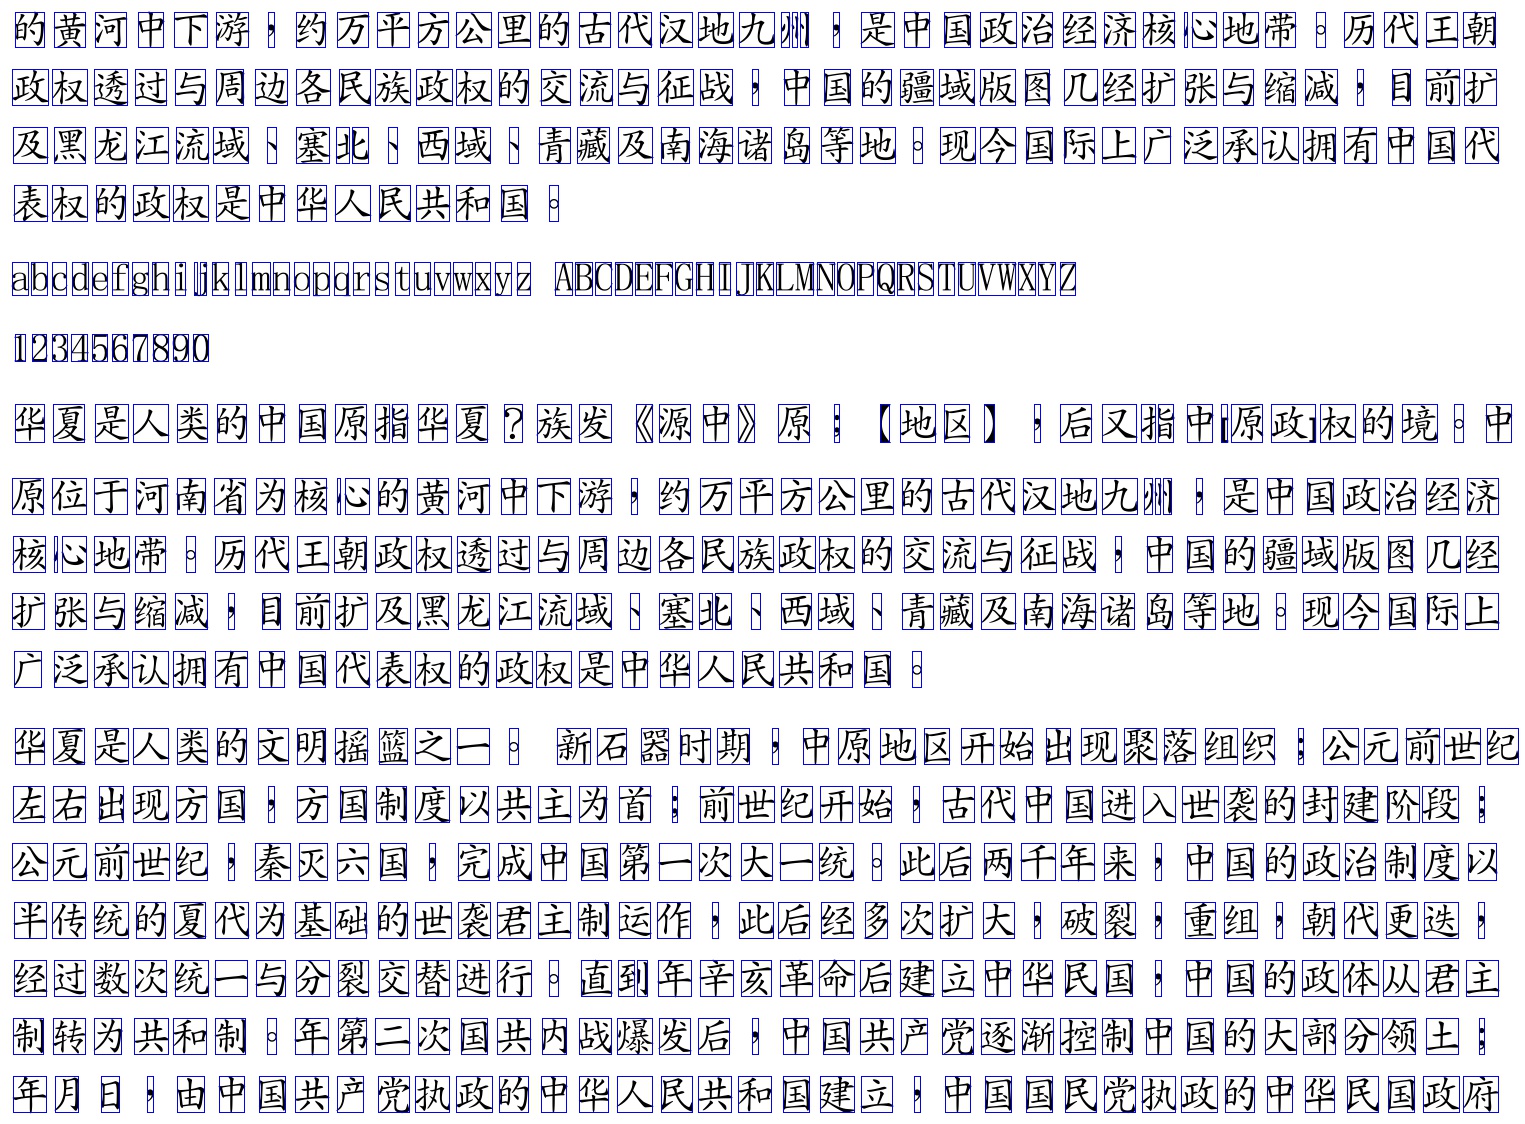 的黄河中下游，约万平方公里的古代汉地九州，是中国政治经济核心地带。历代王朝
政权透过与周边各民族政权的交流与征战，中国的疆域版图几经扩张与缩减，目前扩
及黑龙江流域、塞北、西域、青藏及南海诸岛等地。现今国际上广泛承认拥有中国代
表权的政权是中华人民共和国。
abcdefghijklmnopqrstuvwxyz ABCDEFGHIJKLMNOPQRSTUVWXYZ
1234567890
华夏是人类的中国原指华夏？族发《源中》原；【地区】，后又指中[原政]权的境。中
原位于河南省为核心的黄河中下游，约万平方公里的古代汉地九州，是中国政治经济
核心地带。历代王朝政权透过与周边各民族政权的交流与征战，中国的疆域版图几经
扩张与缩减，目前扩及黑龙江流域、塞北、西域、青藏及南海诸岛等地。现今国际上
广泛承认拥有中国代表权的政权是中华人民共和国。
华夏是人类的文明摇篮之一。 新石器时期，中原地区开始出现聚落组织；公元前世纪
左右出现方国，方国制度以共主为首；前世纪开始，古代中国进入世袭的封建阶段；
公元前世纪，秦灭六国，完成中国第一次大一统。此后两千年来，中国的政治制度以
半传统的夏代为基础的世袭君主制运作，此后经多次扩大，破裂，重组，朝代更迭，
经过数次统一与分裂交替进行。直到年辛亥革命后建立中华民国，中国的政体从君主
制转为共和制。年第二次国共内战爆发后，中国共产党逐渐控制中国的大部分领土；
年月日，由中国共产党执政的中华人民共和国建立，中国国民党执政的中华民国政府